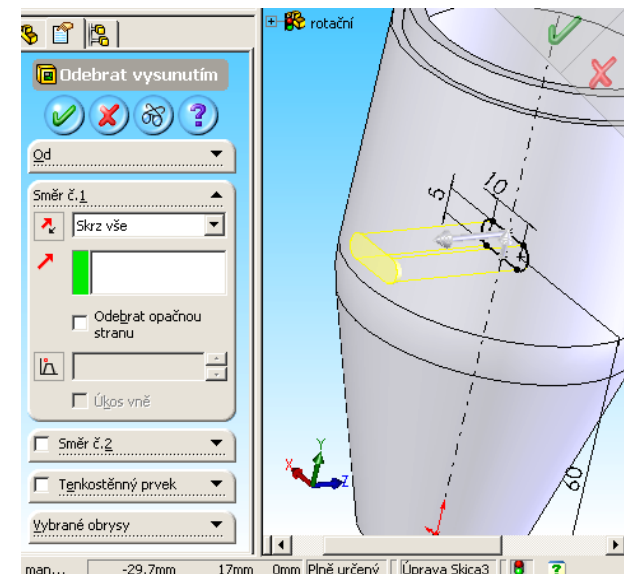 rotační
Odebrat vysunutím
Od
Směr č.1
Skrz vše
Odebrat opačnou
stranu
Úkos vně
Směr č.2
Tenkostěnný prvek
Vybrané obrysy
5
10
60
Y
X
Z
man... -29.7mm 17mm 0mm Plně určený Úprava Skica3 ?